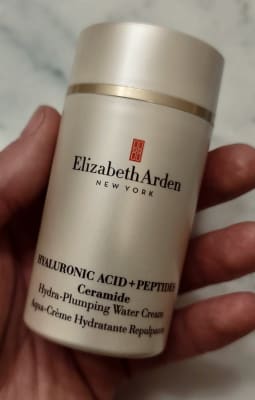 Elizabeth Arden
NEW YORK
HYALURONIC ACID + PEPTIDES
Ceramide
Hydra-Plumping Water Cream
Aqua-Crème Hydratante Repulpante